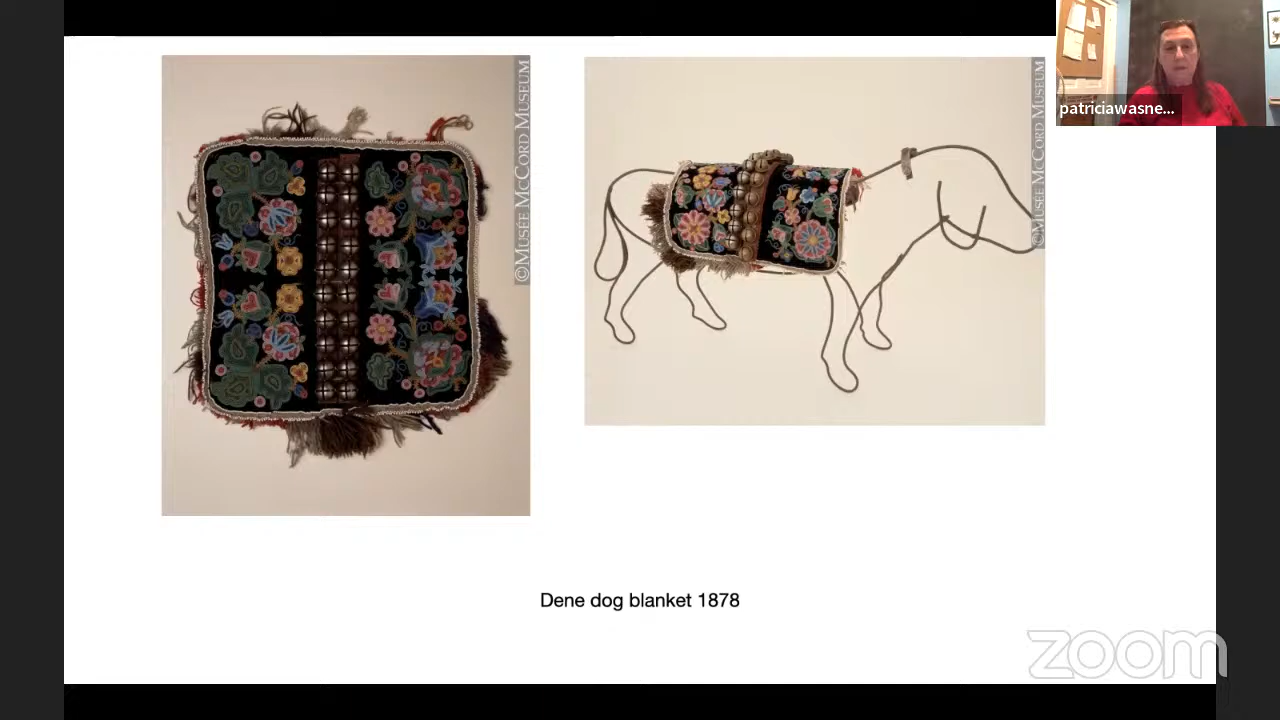 ©MUSÉE MCCORD MUSEUM
©MUSÉE MCCORD MUSEUM
patriciawasne...
Dene dog blanket 1878
zoom